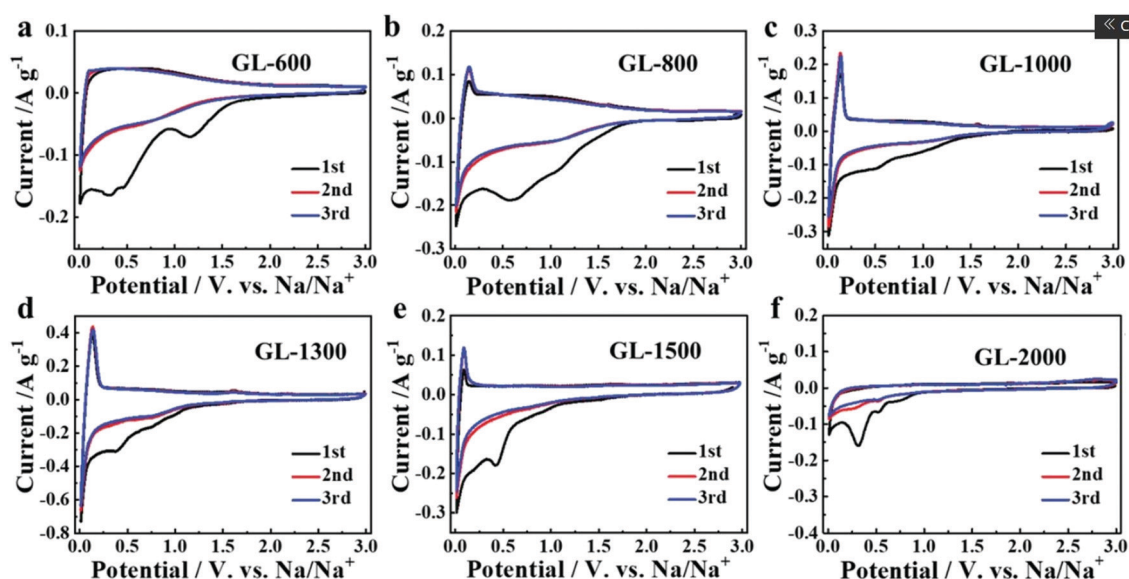 a
GL-600
0.1
0.0
-0.1
-0.2
Current /A g-1
1st
2nd
3rd
0.0 0.5 1.0 1.5 2.0 2.5 3.0
Potential / V. vs. Na/Na+
b
GL-800
0.2
0.1
0.0
-0.1
-0.2
-0.3
Current /A g-1
1st
2nd
3rd
0.0 0.5 1.0 1.5 2.0 2.5 3.0
Potential / V. vs. Na/Na+
c
GL-1000
0.3
0.2
0.1
0.0
-0.1
-0.2
-0.3
Current /A g-1
1st
2nd
3rd
0.0 0.5 1.0 1.5 2.0 2.5 3.0
Potential / V. vs. Na/Na+
d
GL-1300
0.4
0.2
0.0
-0.2
-0.4
-0.6
-0.8
Current /A g-1
1st
2nd
3rd
0.0 0.5 1.0 1.5 2.0 2.5 3.0
Potential / V. vs. Na/Na+
e
GL-1500
0.2
0.1
0.0
-0.1
-0.2
-0.3
Current /A g-1
1st
2nd
3rd
0.0 0.5 1.0 1.5 2.0 2.5 3.0
Potential / V. vs. Na/Na+
f
GL-2000
0.2
0.1
0.0
-0.1
-0.2
-0.3
-0.4
Current /A g-1
1st
2nd
3rd
0.0 0.5 1.0 1.5 2.0 2.5 3.0
Potential / V. vs. Na/Na+